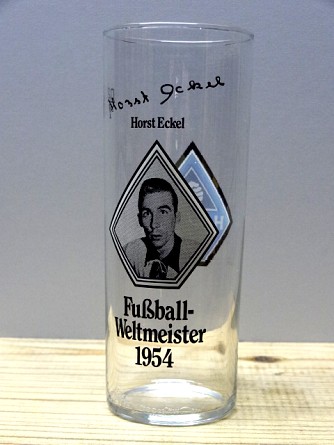 Horst Eckel
Horst Eckel
Fußball-
Weltmeister
1954